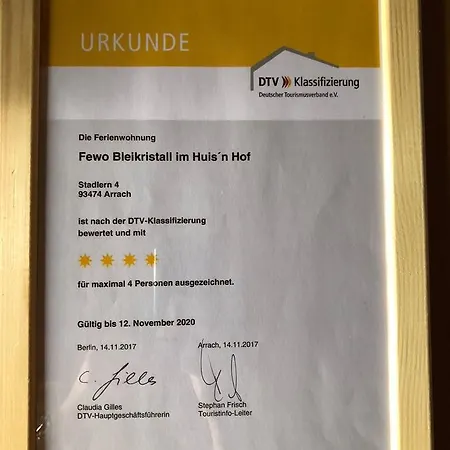 URKUNDE
DTV Klassifizierung
Deutscher Tourismusverband e.V.
Die Ferienwohnung
Fewo Bleikristall im Huis´n Hof
Stadlern 4
93474 Arrach
ist nach der DTV-Klassifizierung
bewertet und mit
für maximal 4 Personen ausgezeichnet.
Gültig bis 12. November 2020
Berlin, 14.11.2017
Arrach, 14.11.2017
C. Gilles
Claudia Gilles
DTV-Hauptgeschäftsführerin
Stephan Frisch
Touristinfo-Leiter